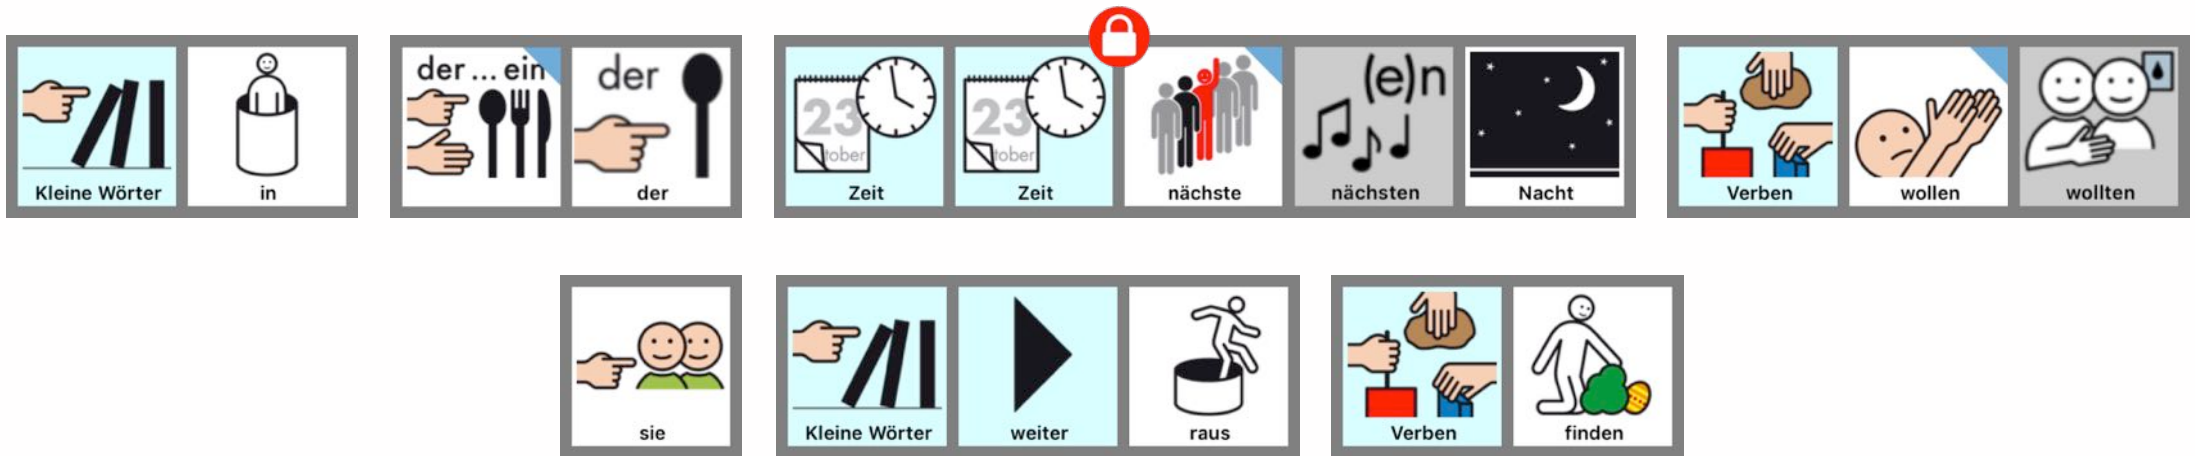 der ... ein der (e)n
23 tober 23 tober
Kleine Wörter in der Zeit Zeit nächste nächsten Nacht Verben wollen wollten
sie Kleine Wörter weiter raus Verben finden